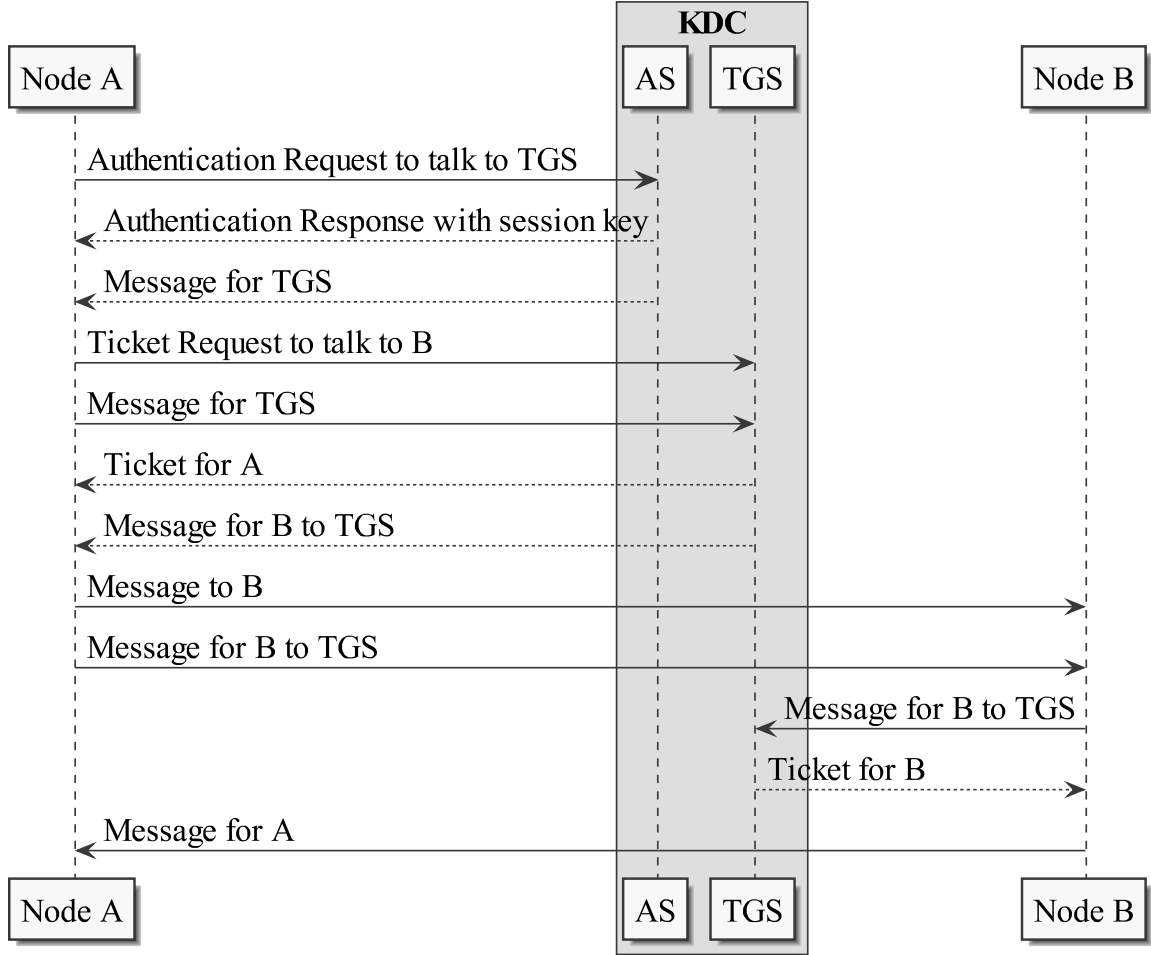 KDC
Node A
AS
TGS
Node B
Authentication Request to talk to TGS
Authentication Response with session key
Message for TGS
Ticket Request to talk to B
Message for TGS
Ticket for A
Message for B to TGS
Message to B
Message for B to TGS
Message for B to TGS
Ticket for B
Message for A
Node A
AS
TGS
Node B